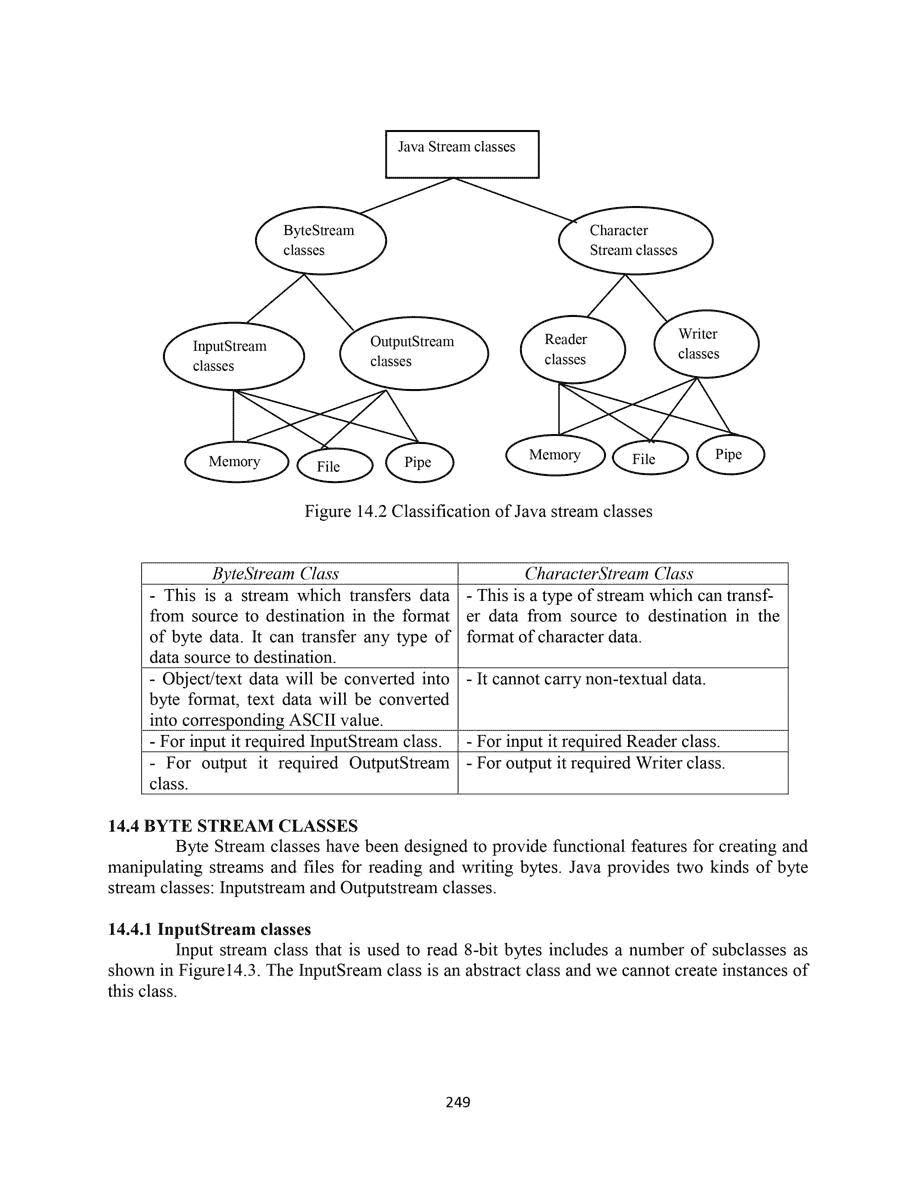 Java Stream classes
ByteStream
classes
Character
Stream classes
InputStream
classes
OutputStream
classes
Reader
classes
Writer
classes
Memory
File
Pipe
Memory
File
Pipe
Figure 14.2 Classification of Java stream classes
ByteStream Class
CharacterStream Class
- This is a stream which transfers data
from source to destination in the format
of byte data. It can transfer any type of
data source to destination.
- This is a type of stream which can transf-
er data from source to destination in the
format of character data.
- Object/text data will be converted into
byte format, text data will be converted
into corresponding ASCII value.
- It cannot carry non-textual data.
- For input it required InputStream class.
- For input it required Reader class.
- For output it required OutputStream
class.
- For output it required Writer class.
14.4 BYTE STREAM CLASSES
Byte Stream classes have been designed to provide functional features for creating and
manipulating streams and files for reading and writing bytes. Java provides two kinds of byte
stream classes: Inputstream and Outputstream classes.
14.4.1 InputStream classes
Input stream class that is used to read 8-bit bytes includes a number of subclasses as
shown in Figure14.3. The InputSream class is an abstract class and we cannot create instances of
this class.
249